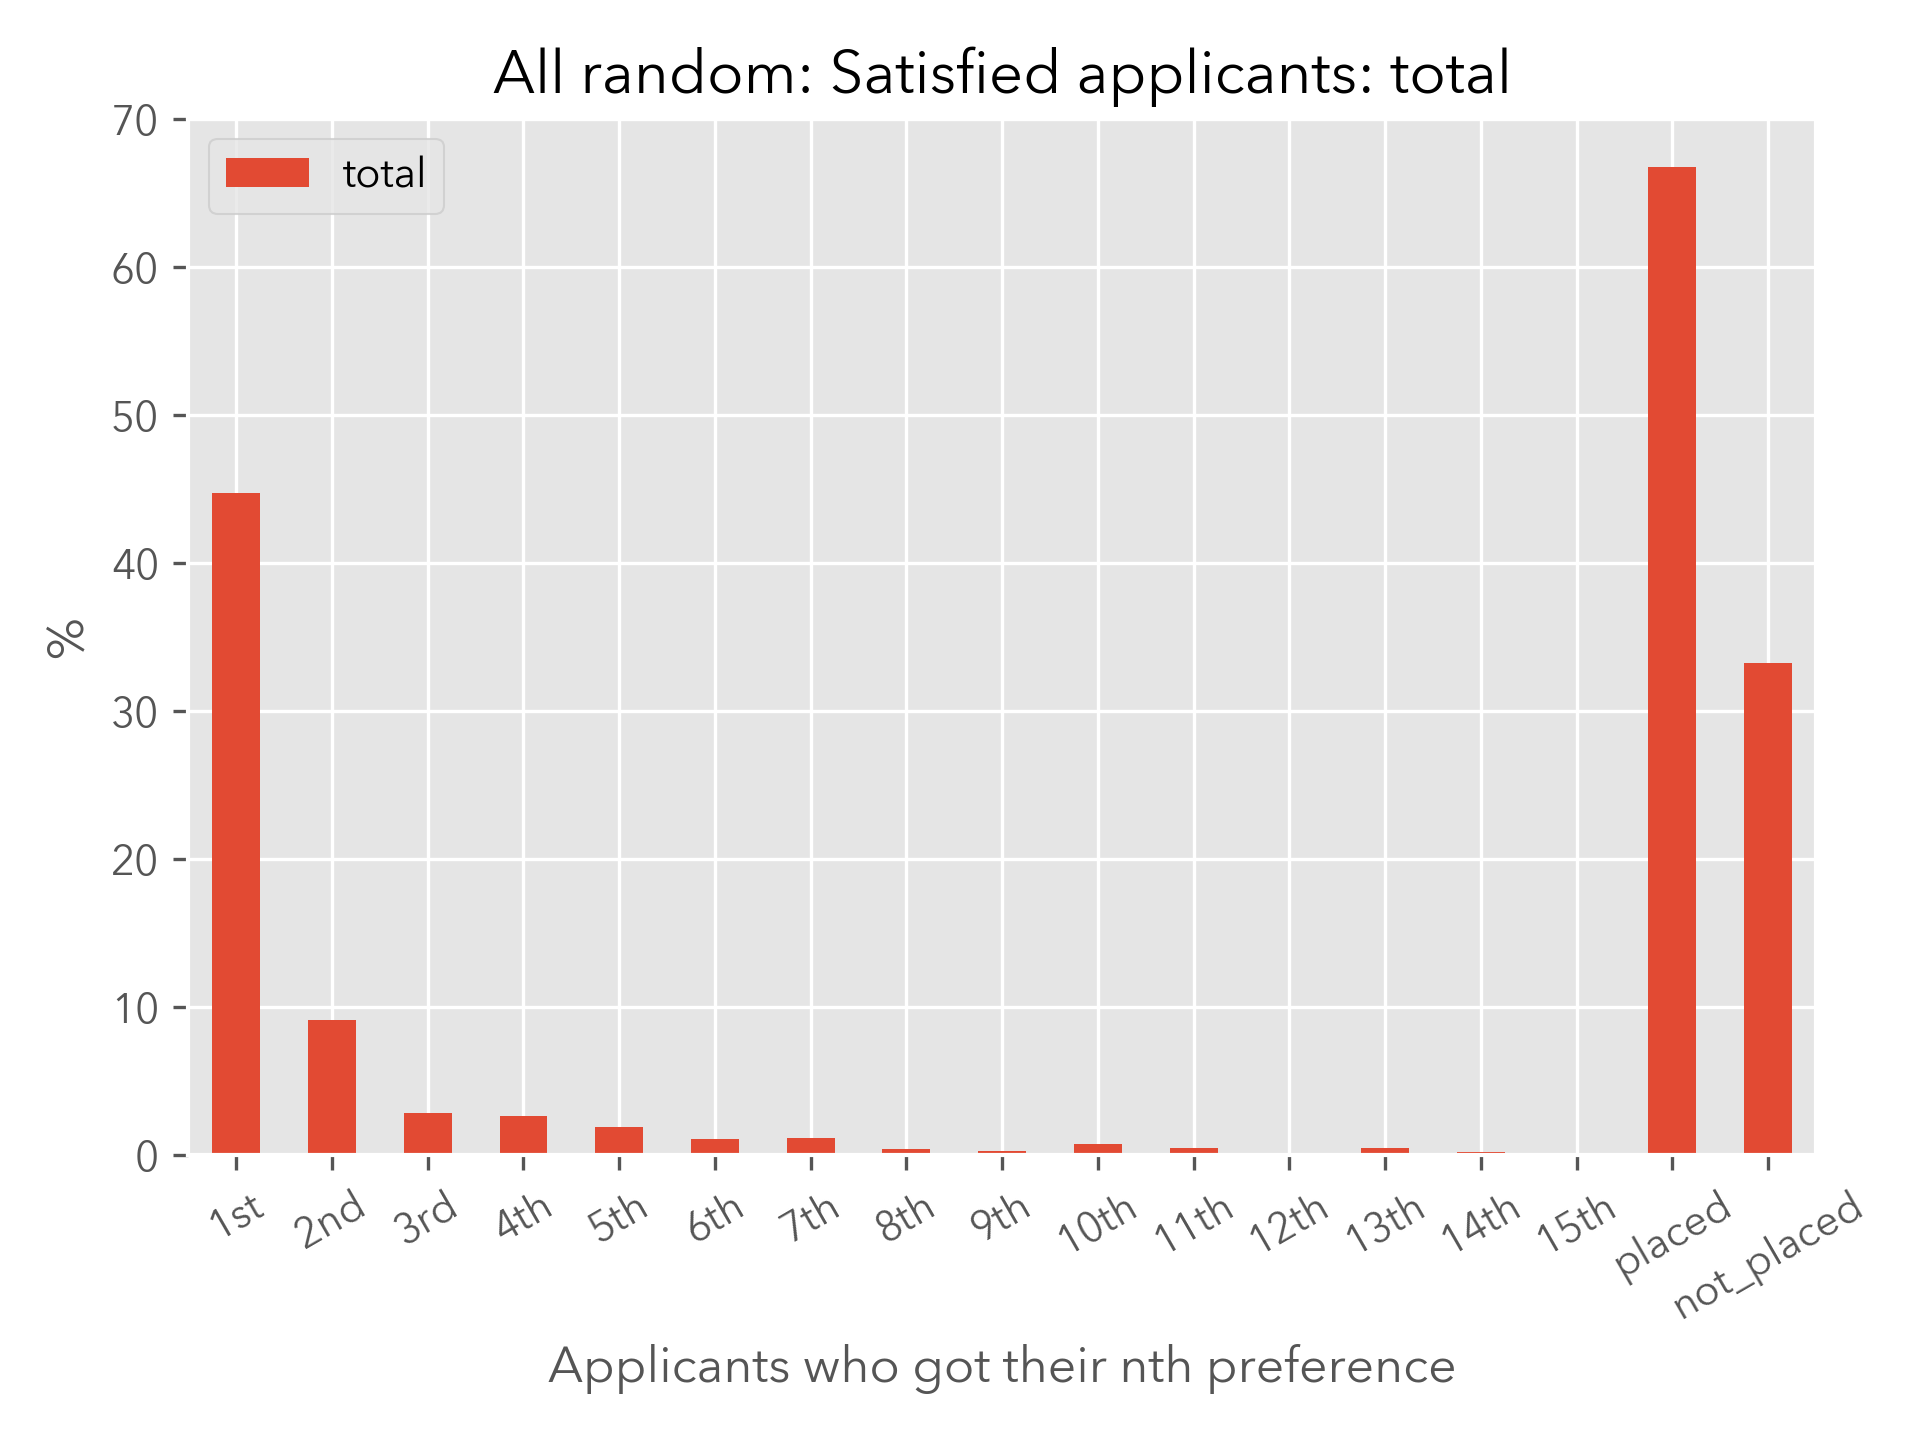 All random: Satisfied applicants: total
total
70
60
50
40
30
20
10
0
%
1st
2nd
3rd
4th
5th
6th
7th
8th
9th
10th
11th
12th
13th
14th
15th
placed
not_placed
Applicants who got their nth preference